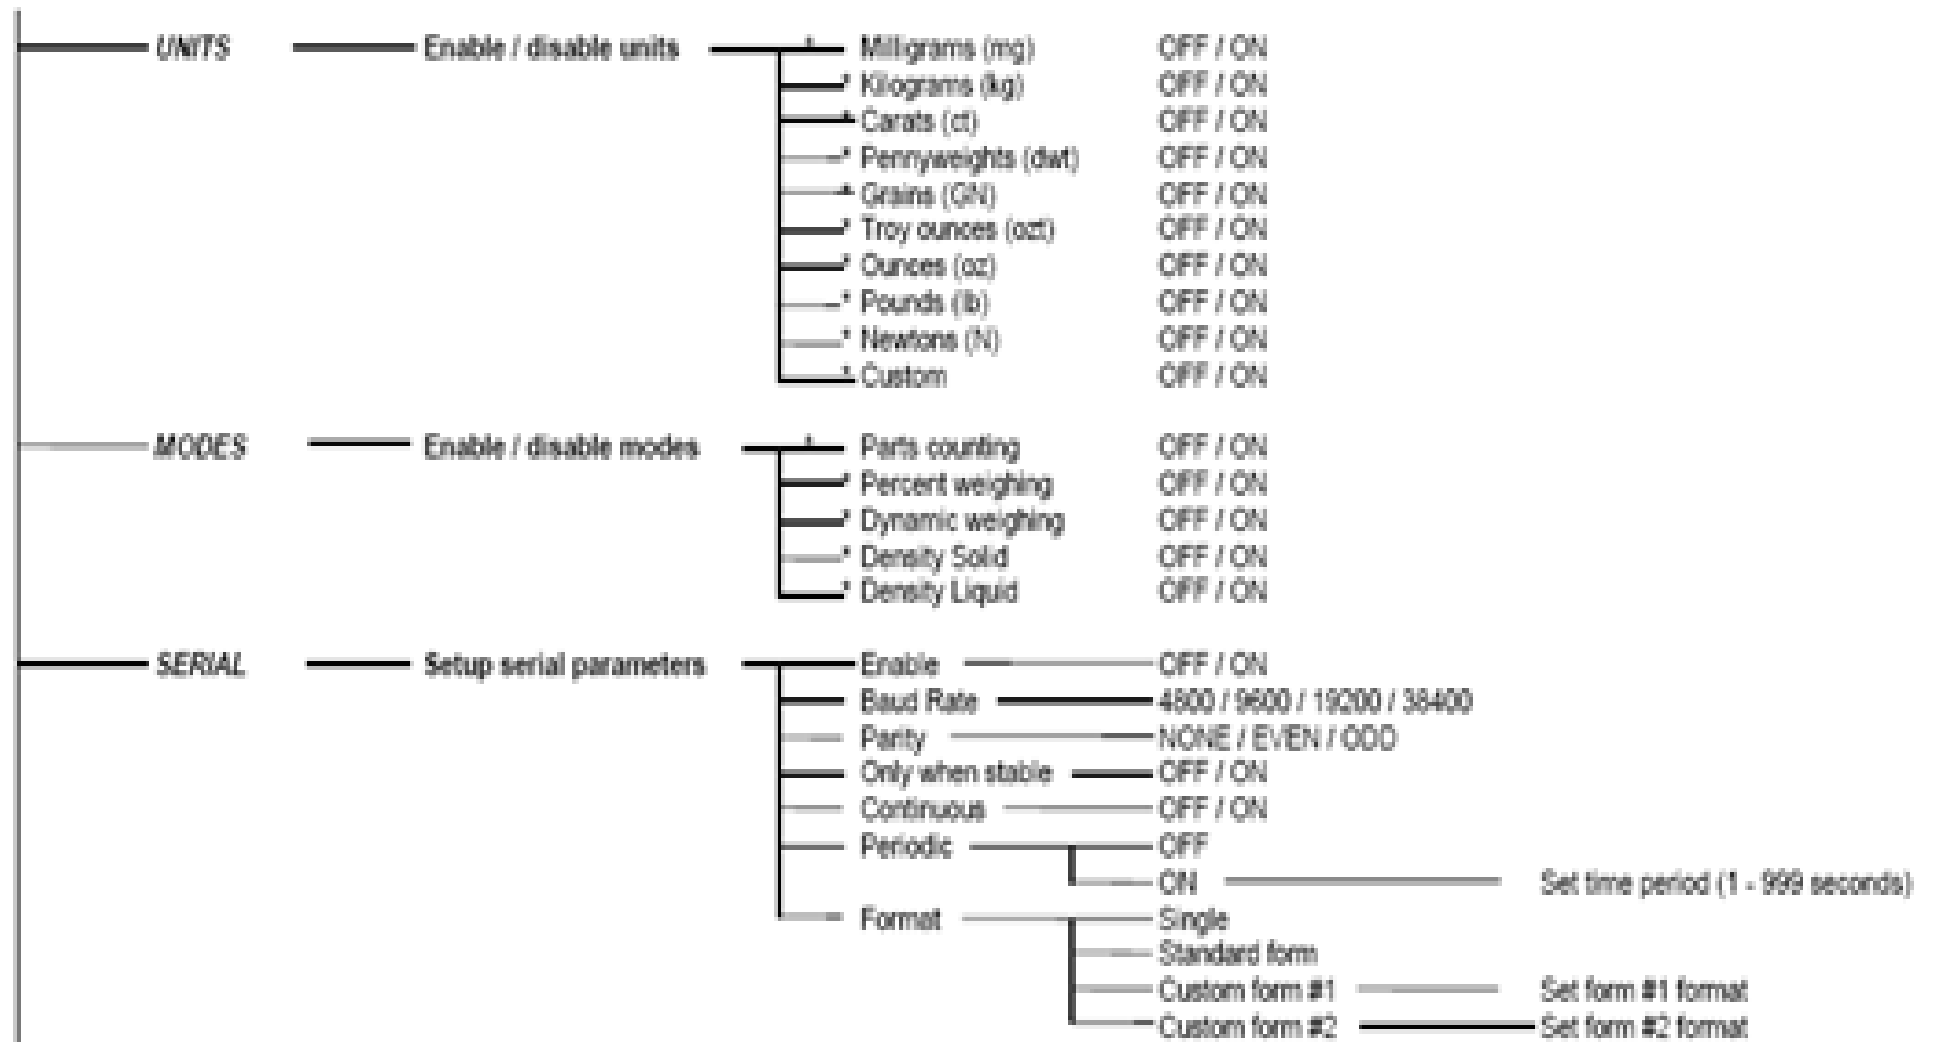 UNITS Enable / disable units * Milligrams (mg) OFF / ON
* Kilograms (kg) OFF / ON
* Carats (ct) OFF / ON
* Pennyweights (dwt) OFF / ON
* Grains (GN) OFF / ON
* Troy ounces (ozt) OFF / ON
* Ounces (oz) OFF / ON
* Pounds (lb) OFF / ON
* Newtons (N) OFF / ON
* Custom OFF / ON
MODES Enable / disable modes * Parts counting OFF / ON
* Percent weighing OFF / ON
* Dynamic weighing OFF / ON
* Density Solid OFF / ON
* Density Liquid OFF / ON
SERIAL Setup serial parameters Enable OFF / ON
Baud Rate 4800 / 9600 / 19200 / 38400
Parity NONE / EVEN / ODD
Only when stable OFF / ON
Continuous OFF / ON
Periodic OFF
ON Set time period (1 - 999 seconds)
Format Single
Standard form
Custom form #1 Set form #1 format
Custom form #2 Set form #2 format